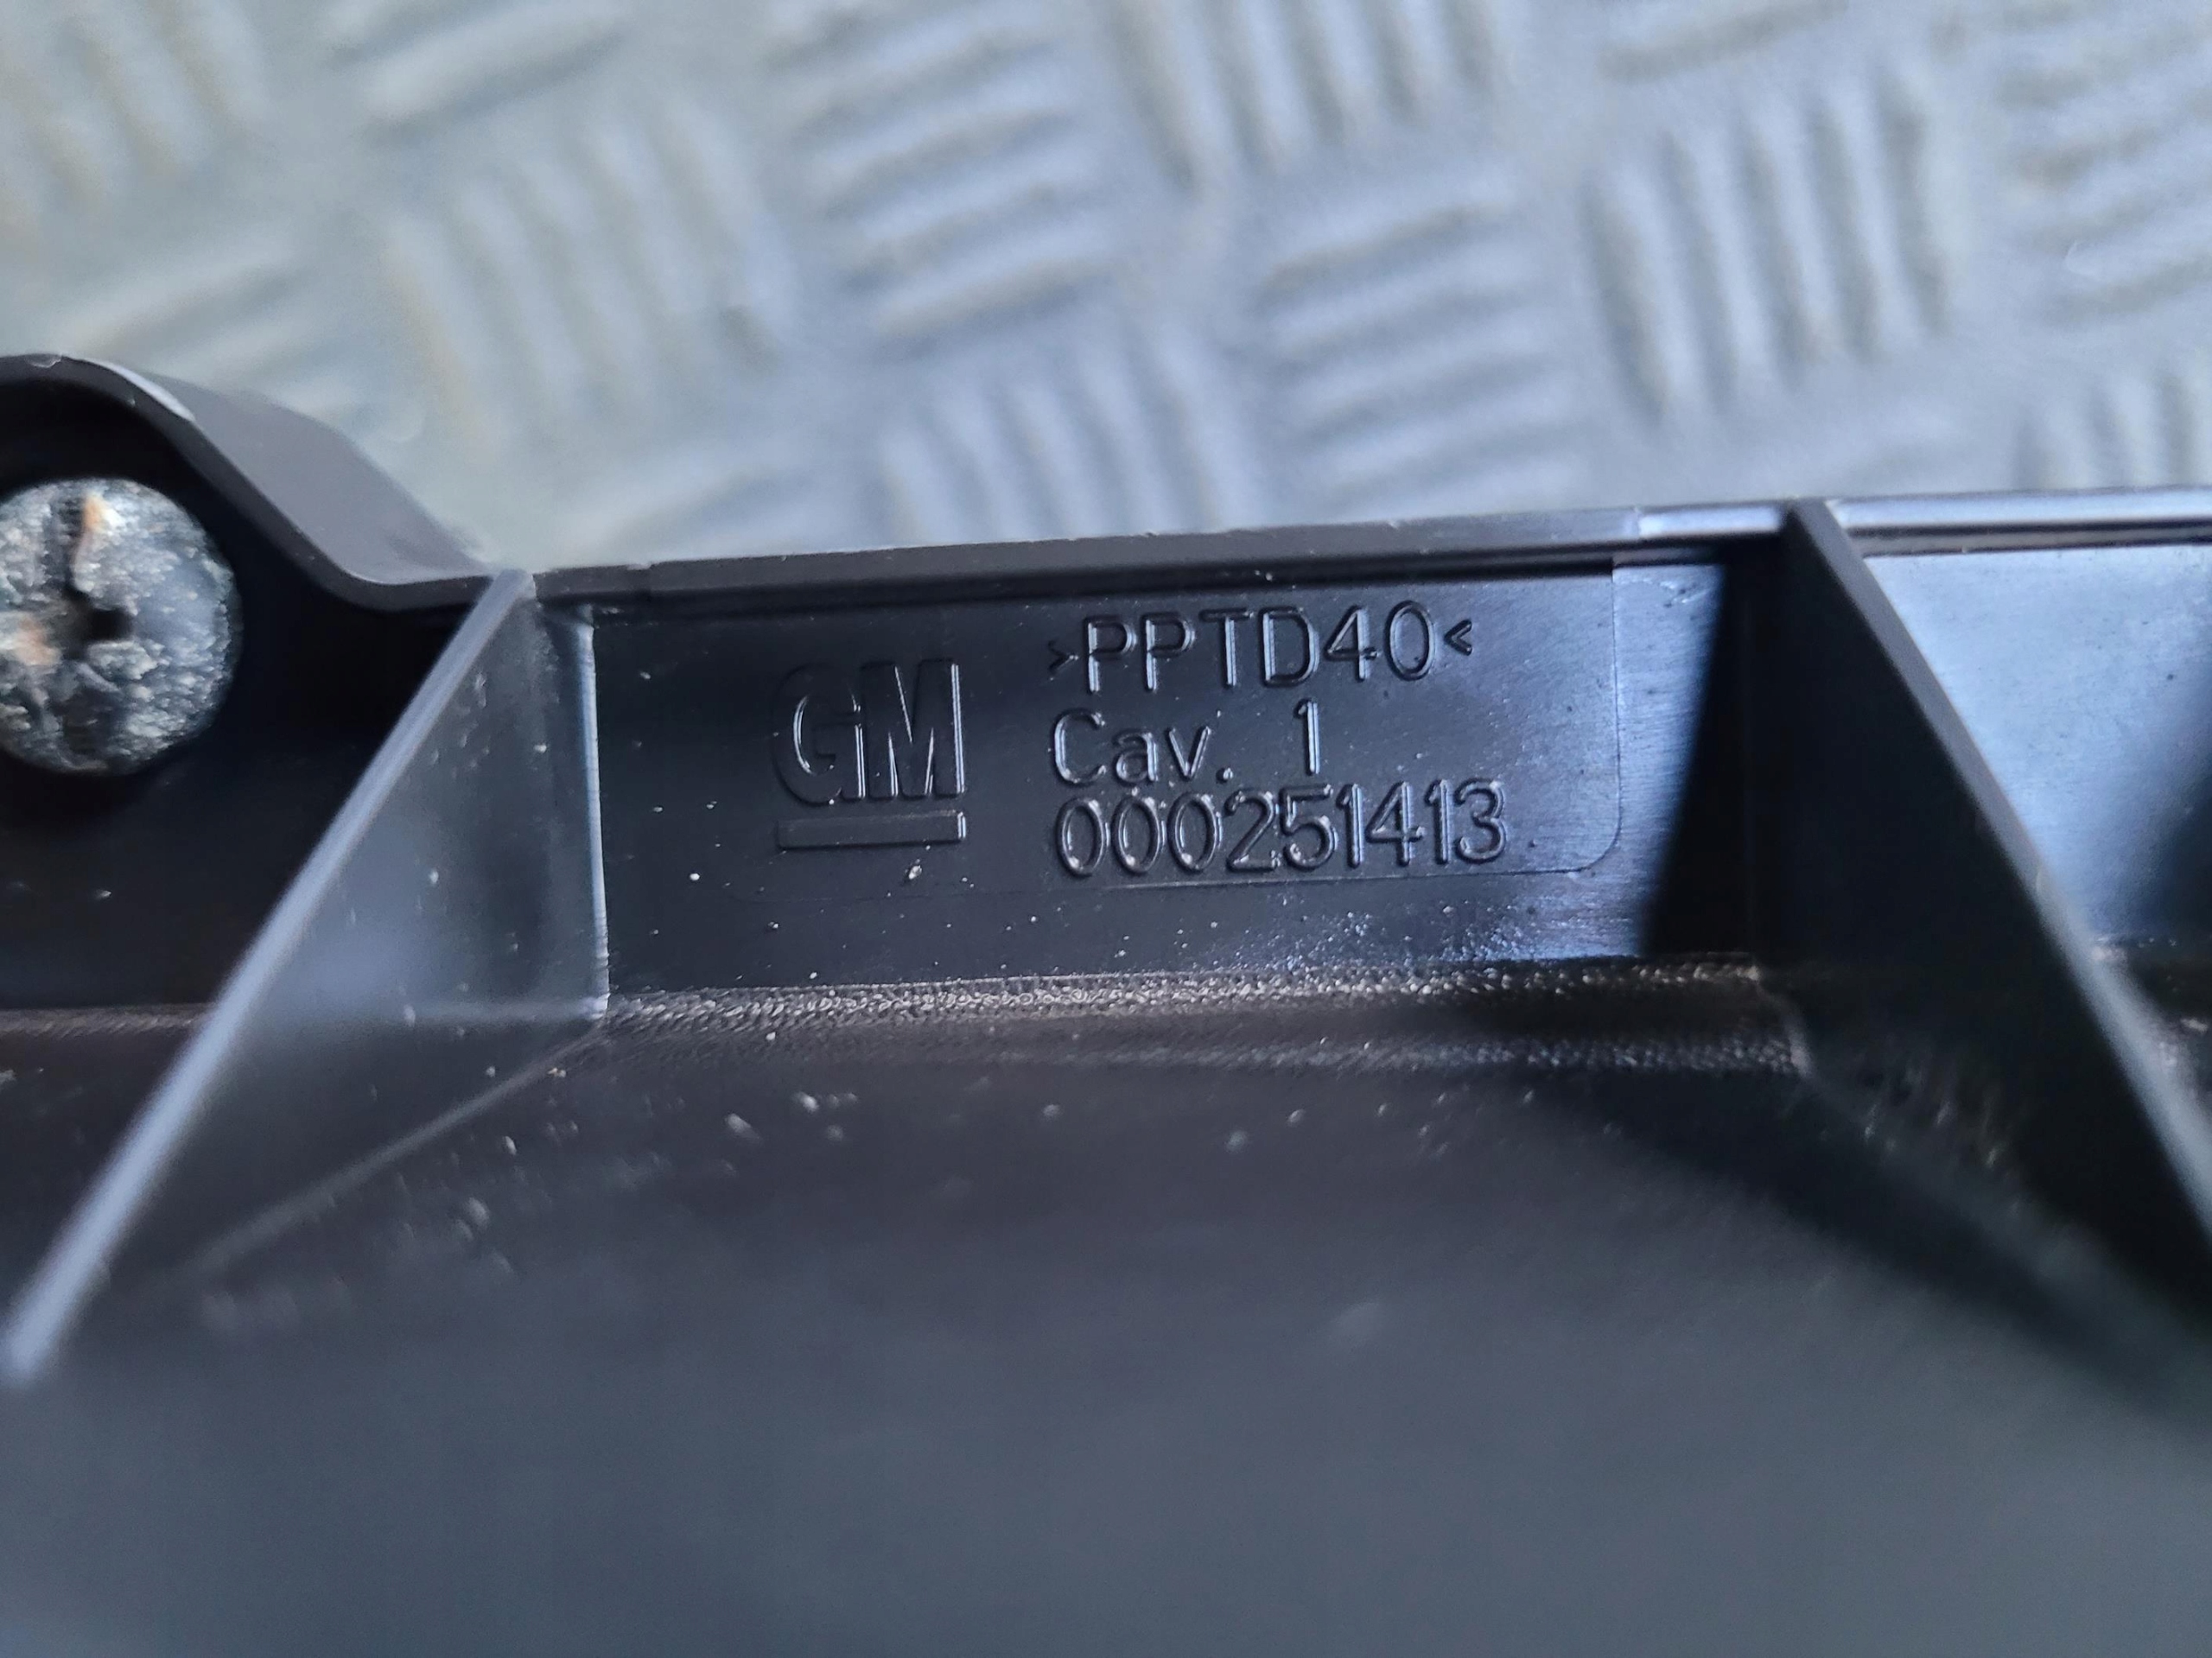 GM
>PPTD40<
Cav. 1
000251413